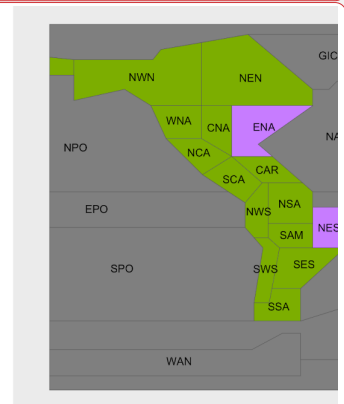 GIC
NWN
NEN
WNA
CNA
ENA
NA
NPO
NCA
CAR
SCA
NSA
EPO
NWS
NES
SAM
SPO
SWS
SES
SSA
WAN